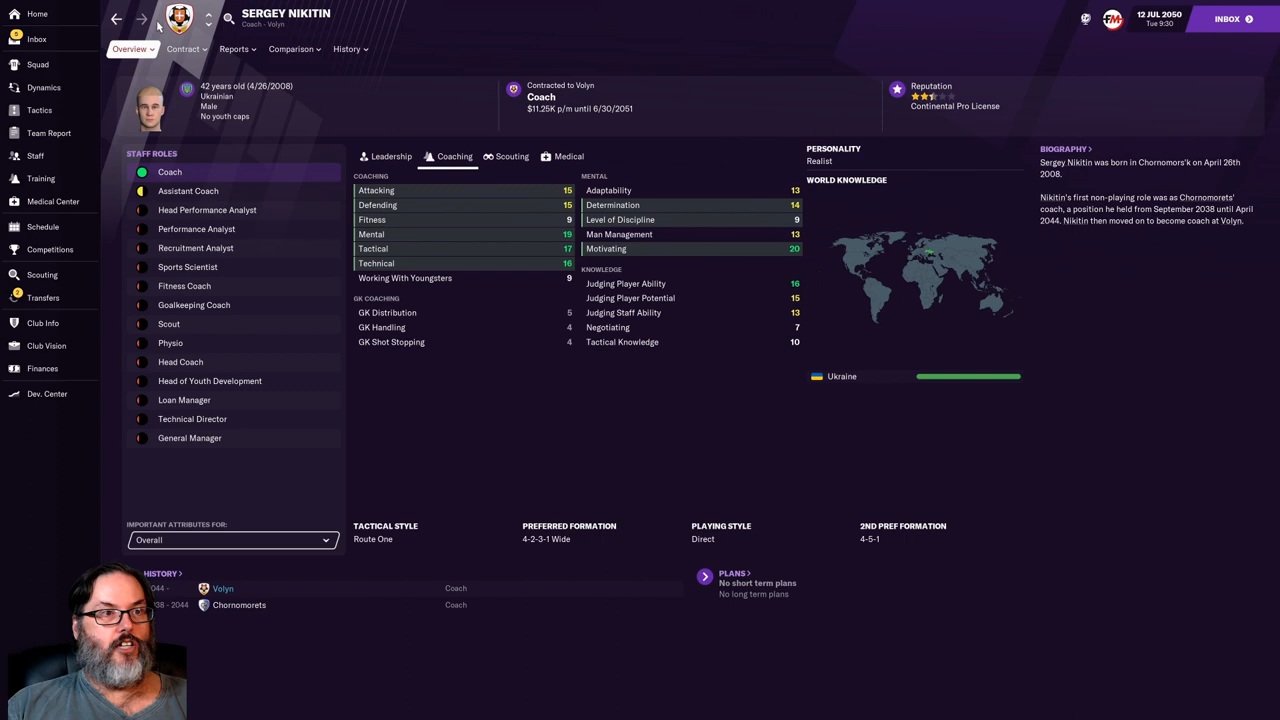 Home
5
Inbox
Squad
Dynamics
Tactics
Team Report
Staff
Training
Medical Center
Schedule
Competitions
Scouting
2
Transfers
Club Info
Club Vision
Finances
Dev. Center
SERGEY NIKITIN
Coach - Volyn
FM
12 JUL 2050
Tue 9:30
INBOX
Overview
Contract
Reports
Comparison
History
42 years old (4/26/2008)
Ukrainian
Male
No youth caps
Contracted to Volyn
Coach
$11.25K p/m until 6/30/2051
Reputation
Continental Pro License
STAFF ROLES
Coach
Assistant Coach
Head Performance Analyst
Performance Analyst
Recruitment Analyst
Sports Scientist
Fitness Coach
Goalkeeping Coach
Scout
Physio
Head Coach
Head of Youth Development
Loan Manager
Technical Director
General Manager
IMPORTANT ATTRIBUTES FOR:
Overall
Leadership
Coaching
Scouting
Medical
COACHING
Attacking 15
Defending 15
Fitness 9
Mental 19
Tactical 17
Technical 16
Working With Youngsters 9
GK COACHING
GK Distribution 5
GK Handling 4
GK Shot Stopping 4
MENTAL
Adaptability 13
Determination 14
Level of Discipline 9
Man Management 13
Motivating 20
KNOWLEDGE
Judging Player Ability 16
Judging Player Potential 15
Judging Staff Ability 13
Negotiating 7
Tactical Knowledge 10
PERSONALITY
Realist
WORLD KNOWLEDGE
Ukraine
BIOGRAPHY >
Sergey Nikitin was born in Chornomors'k on April 26th
2008.
Nikitin's first non-playing role was as Chornomorets'
coach, a position he held from September 2038 until April
2044. Nikitin then moved on to become coach at Volyn.
TACTICAL STYLE
Route One
PREFERRED FORMATION
4-2-3-1 Wide
PLAYING STYLE
Direct
2ND PREF FORMATION
4-5-1
HISTORY >
044 - Volyn Coach
38 - 2044 Chornomorets Coach
PLANS >
No short term plans
No long term plans